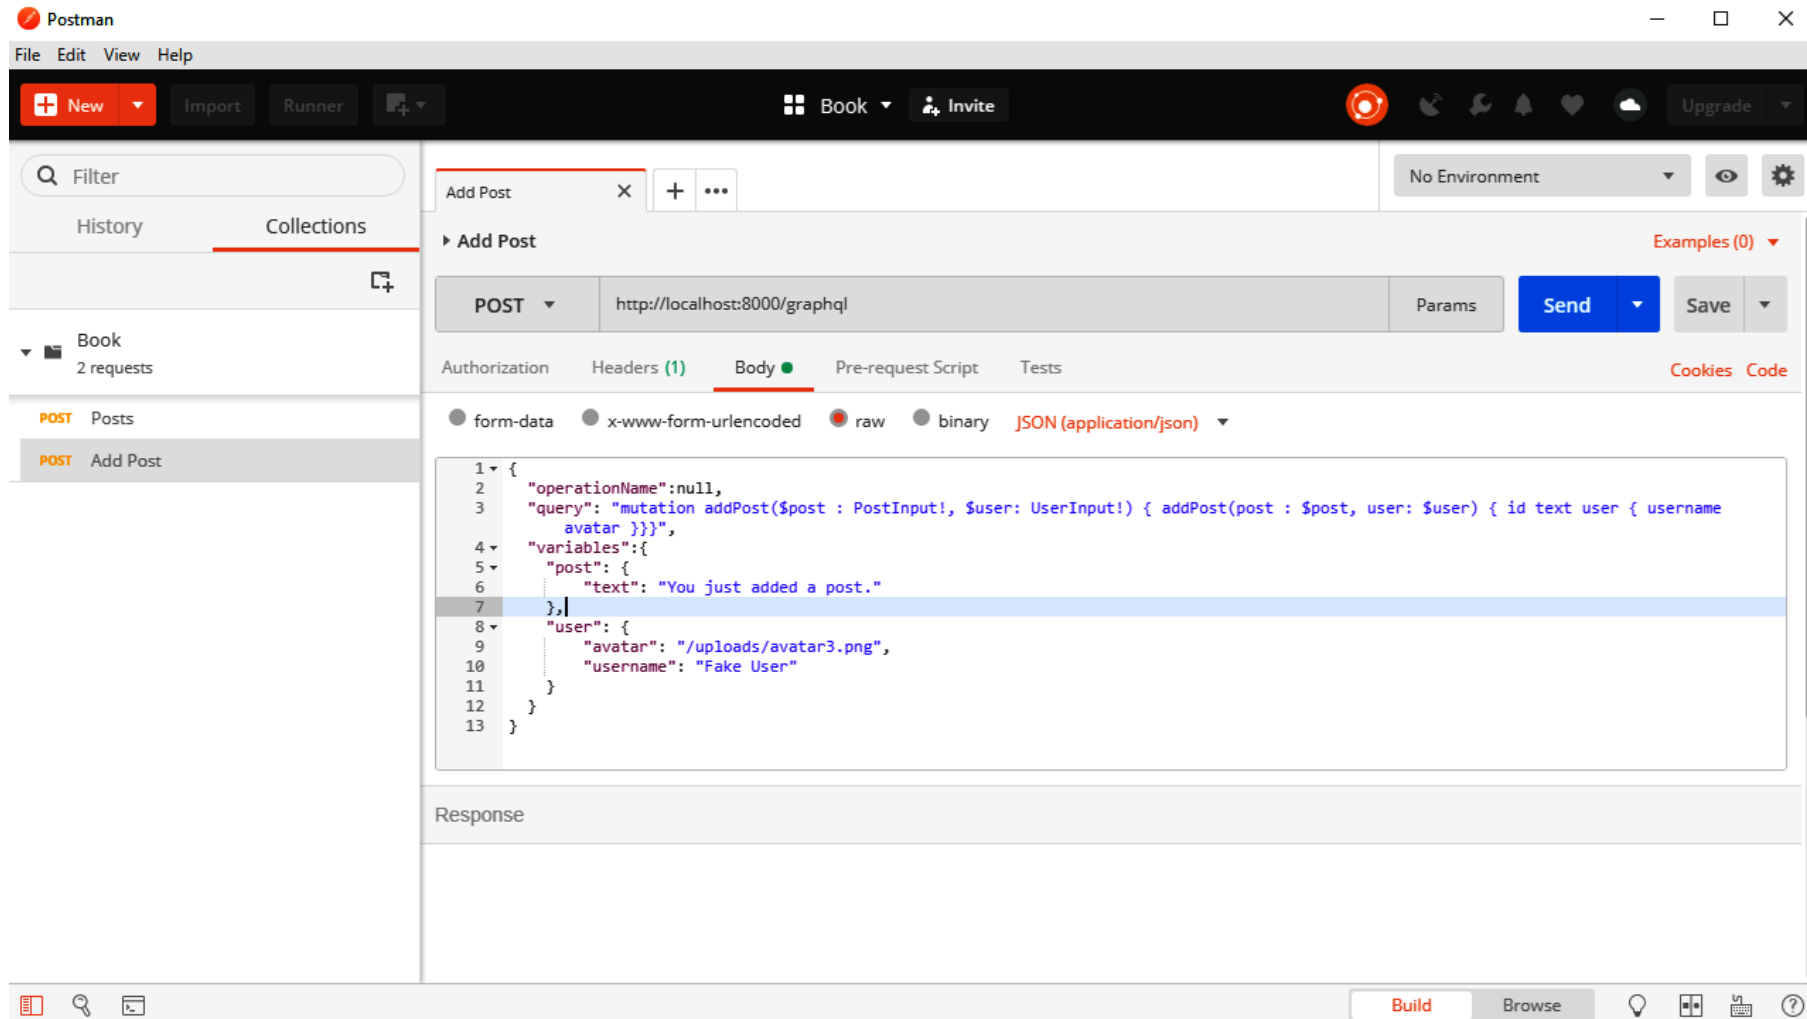 Postman
File Edit View Help
New Import Runner Book Invite Upgrade
Filter
History Collections
Book
2 requests
POST Posts
POST Add Post
Add Post
No Environment
Add Post
Examples (0)
POST http://localhost:8000/graphql Params Send Save
Authorization Headers (1) Body Pre-request Script Tests Cookies Code
form-data x-www-form-urlencoded raw binary JSON (application/json)
1 {
2 "operationName":null,
3 "query": "mutation addPost($post : PostInput!, $user: UserInput!) { addPost(post : $post, user: $user) { id text user { username
avatar }}}",
4 "variables":{
5 "post": {
6 "text": "You just added a post."
7 },
8 "user": {
9 "avatar": "/uploads/avatar3.png",
10 "username": "Fake User"
11 }
12 }
13 }
Response
Build Browse